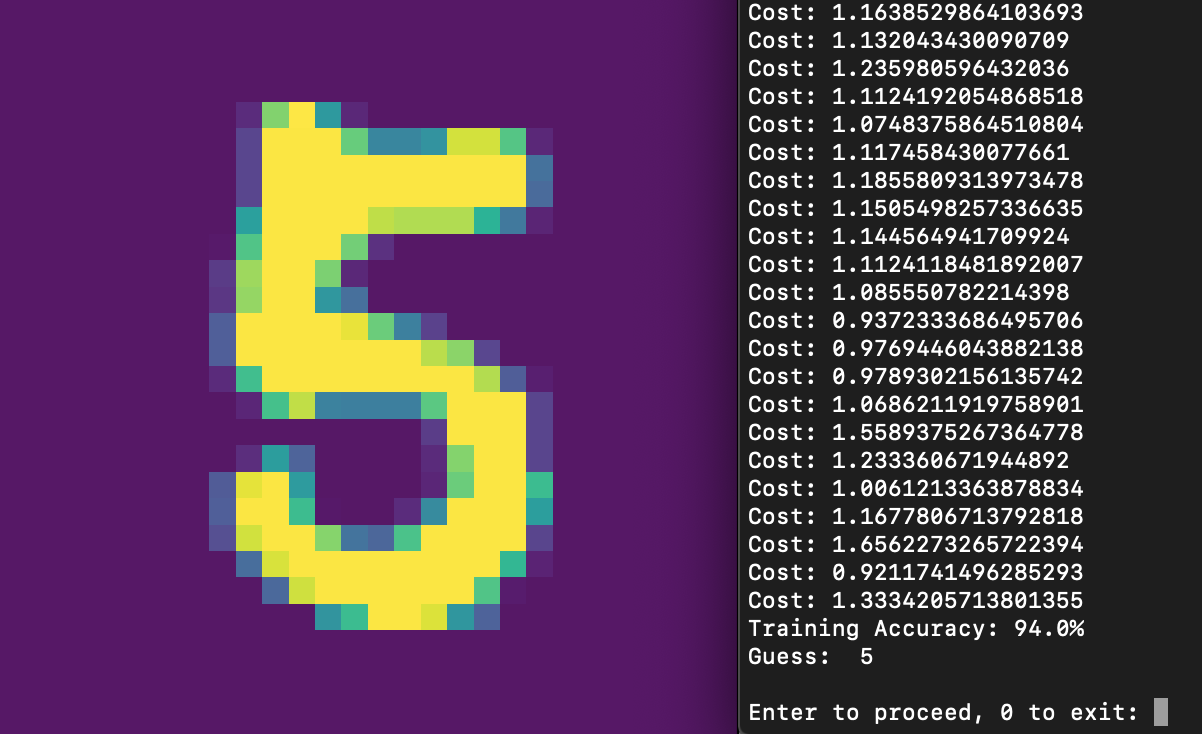 5
Cost: 1.1638529864103693
Cost: 1.132043430090709
Cost: 1.235980596432036
Cost: 1.1124192054868518
Cost: 1.0748375864510804
Cost: 1.117458430077661
Cost: 1.1855809313973478
Cost: 1.1505498257336635
Cost: 1.144564941709924
Cost: 1.1124118481892007
Cost: 1.085550782214398
Cost: 0.9372333686495706
Cost: 0.9769446043882138
Cost: 0.9789302156135742
Cost: 1.0686211919758901
Cost: 1.5589375267364778
Cost: 1.233360671944892
Cost: 1.0061213363878834
Cost: 1.1677806713792818
Cost: 1.6562273265722394
Cost: 0.9211741496285293
Cost: 1.3334205713801355
Training Accuracy: 94.0%
Guess:  5
Enter to proceed, 0 to exit: